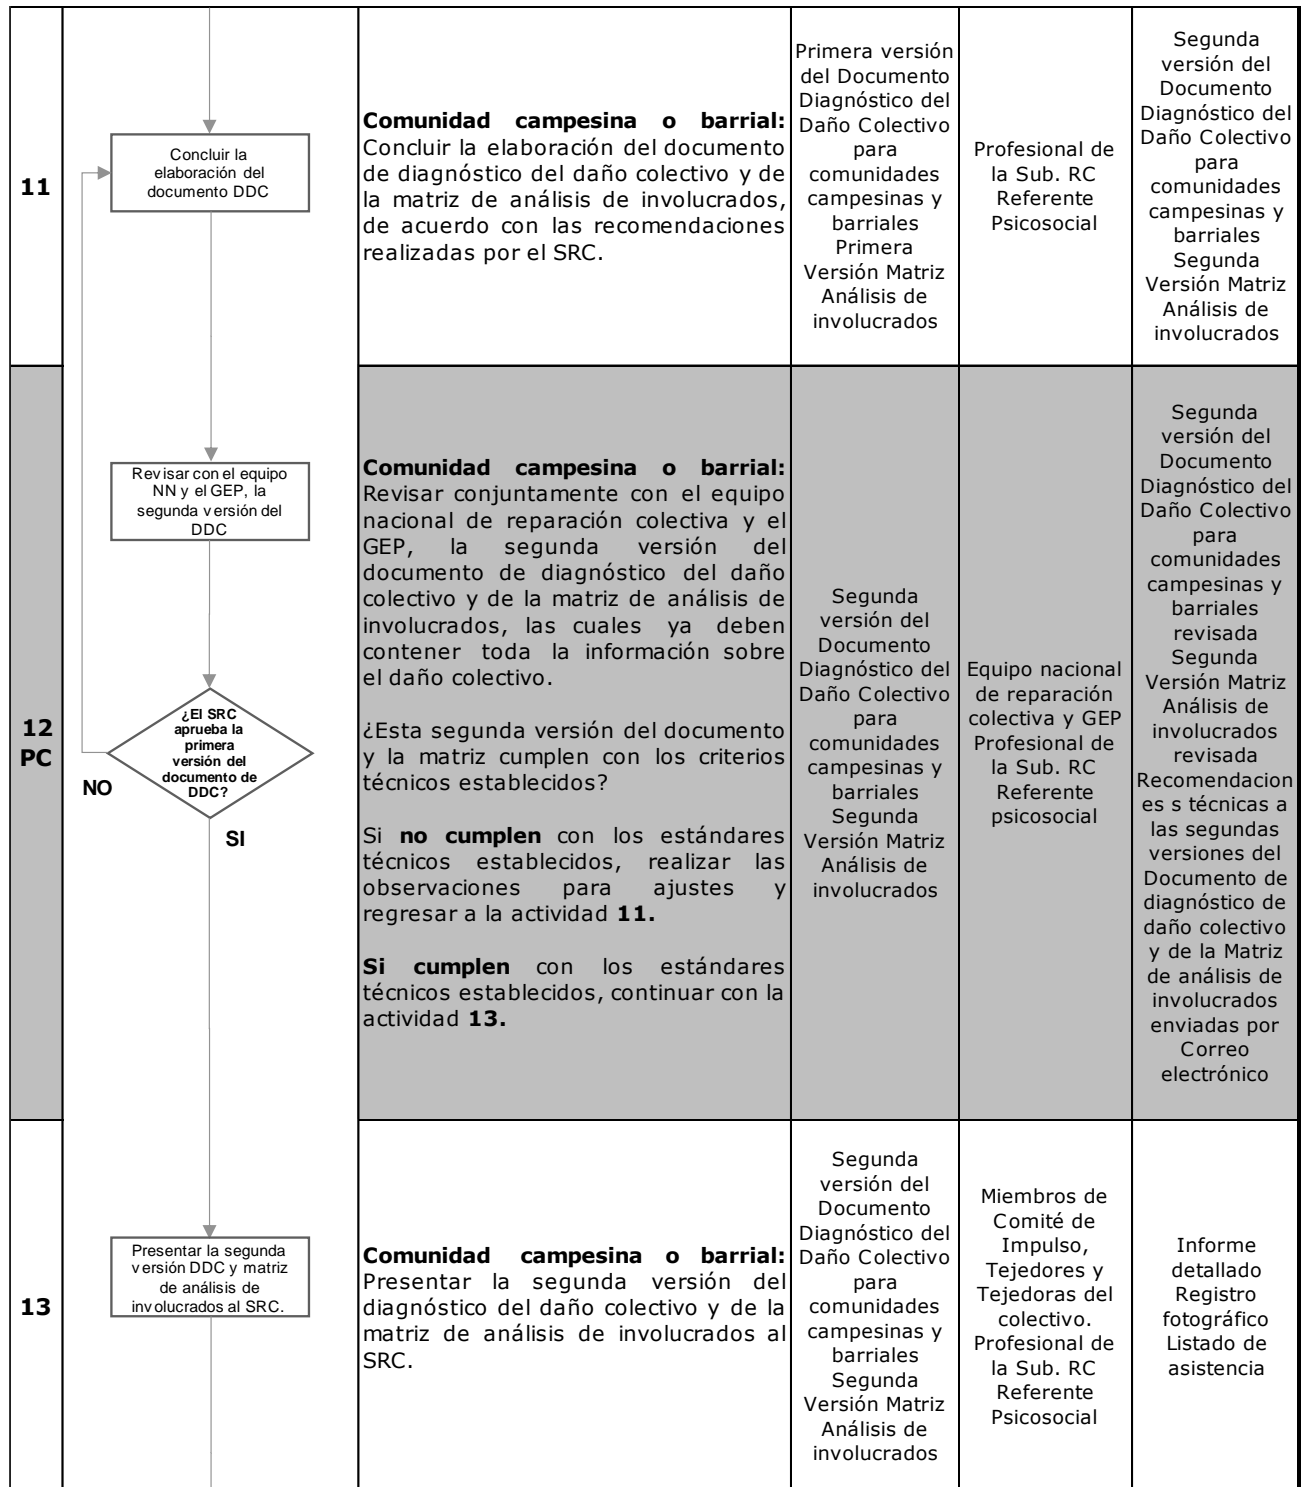 11
Concluir la
elaboración del
documento DDC
Comunidad campesina o barrial:
Concluir la elaboración del documento
de diagnóstico del daño colectivo y de
la matriz de análisis de involucrados,
de acuerdo con las recomendaciones
realizadas por el SRC.
Primera versión
del Documento
Diagnóstico del
Daño Colectivo
para
comunidades
campesinas y
barriales
Primera
Versión Matriz
Análisis de
involucrados
Profesional de
la Sub. RC
Referente
Psicosocial
Segunda
versión del
Documento
Diagnóstico del
Daño Colectivo
para
comunidades
campesinas y
barriales
Segunda
Versión Matriz
Análisis de
involucrados
12
PC
Revisar con el equipo
NN y el GEP, la
segunda versión del
DDC
¿El SRC
aprueba la
primera
versión del
documento de
DDC?
NO
SI
Comunidad campesina o barrial:
Revisar conjuntamente con el equipo
nacional de reparación colectiva y el
GEP, la segunda versión del
documento de diagnóstico del daño
colectivo y de la matriz de análisis de
involucrados, las cuales ya deben
contener toda la información sobre
el daño colectivo.
¿Esta segunda versión del documento
y la matriz cumplen con los criterios
técnicos establecidos?
Si no cumplen con los estándares
técnicos establecidos, realizar las
observaciones para ajustes y
regresar a la actividad 11.
Si cumplen con los estándares
técnicos establecidos, continuar con la
actividad 13.
Segunda
versión del
Documento
Diagnóstico del
Daño Colectivo
para
comunidades
campesinas y
barriales
Segunda
Versión Matriz
Análisis de
involucrados
Equipo nacional
de reparación
colectiva y GEP
Profesional de
la Sub. RC
Referente
psicosocial
Segunda
versión del
Documento
Diagnóstico del
Daño Colectivo
para
comunidades
campesinas y
barriales
revisada
Segunda
Versión Matriz
Análisis de
involucrados
revisada
Recomendacion
es s técnicas a
las segundas
versiones del
Documento de
diagnóstico de
daño colectivo
y de la Matriz
de análisis de
involucrados
enviadas por
Correo
electrónico
13
Presentar la segunda
versión DDC y matriz
de análisis de
involucrados al SRC.
Comunidad campesina o barrial:
Presentar la segunda versión del
diagnóstico del daño colectivo y de la
matriz de análisis de involucrados al
SRC.
Segunda
versión del
Documento
Diagnóstico del
Daño Colectivo
para
comunidades
campesinas y
barriales
Segunda
Versión Matriz
Análisis de
involucrados
Miembros de
Comité de
Impulso,
Tejedores y
Tejedoras del
colectivo.
Profesional de
la Sub. RC
Referente
Psicosocial
Informe
detallado
Registro
fotográfico
Listado de
asistencia